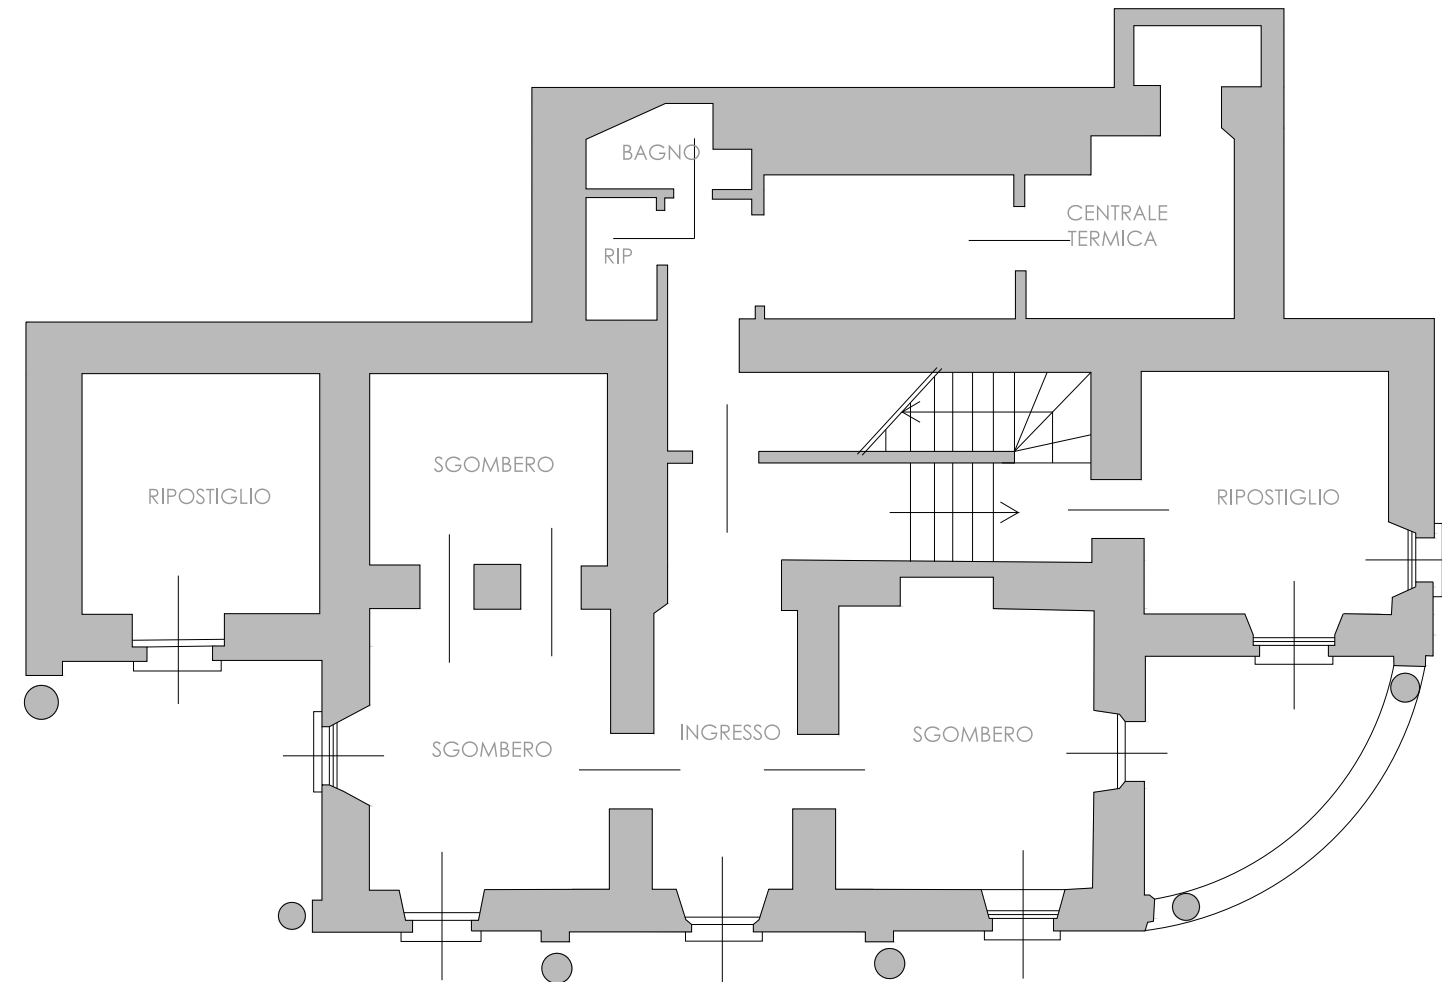 BAGNO
CENTRALE
TERMICA
RIP
SGOMBERO
RIPOSTIGLIO
RIPOSTIGLIO
INGRESSO
SGOMBERO
SGOMBERO